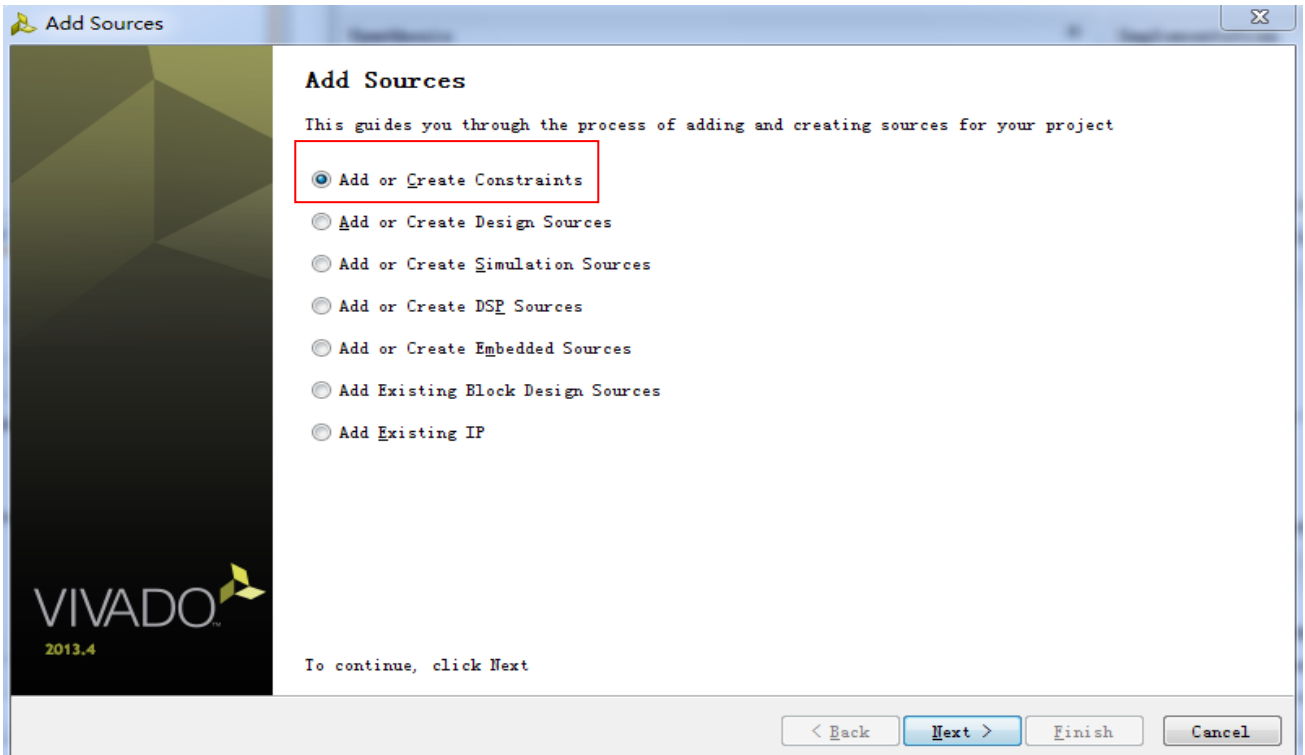 Add Sources
Add Sources
This guides you through the process of adding and creating sources for your project
Add or Create Constraints
Add or Create Design Sources
Add or Create Simulation Sources
Add or Create DSP Sources
Add or Create Embedded Sources
Add Existing Block Design Sources
Add Existing IP
VIVADO™
2013.4
To continue, click Next
< Back
Next >
Finish
Cancel